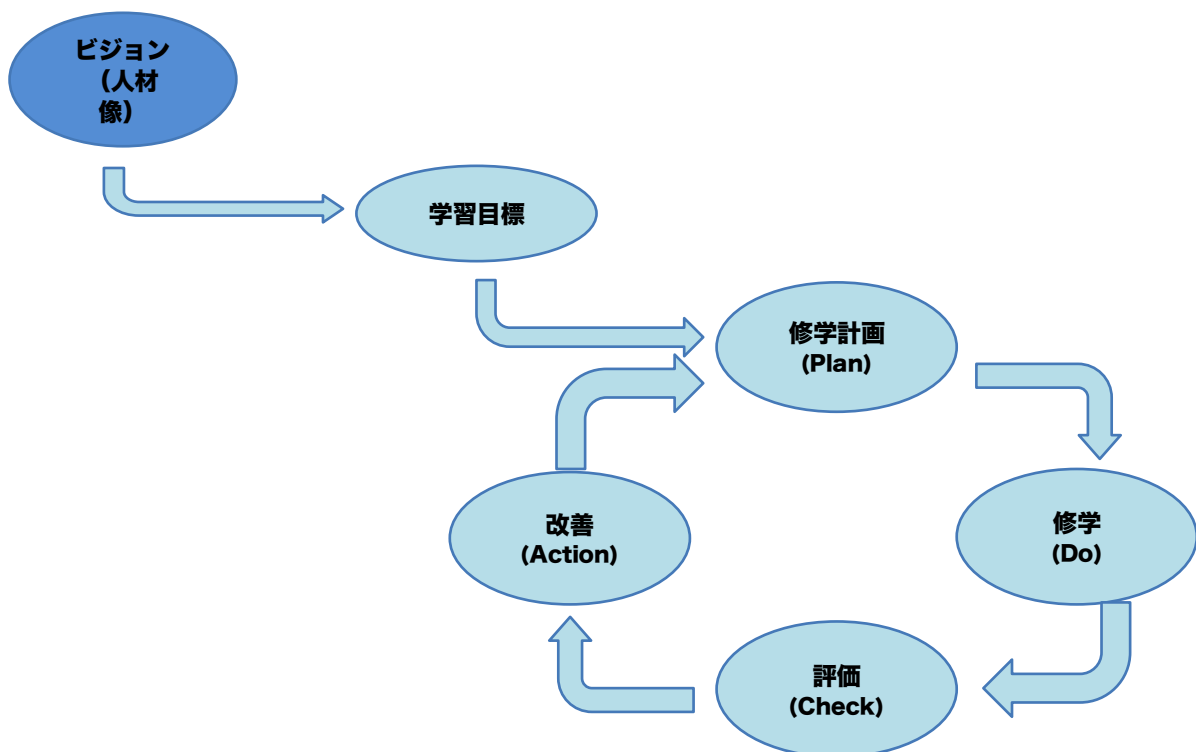 ビジョン
（人材
像）
学習目標
修学計画
(Plan)
改善
(Action)
修学
(Do)
評価
(Check)